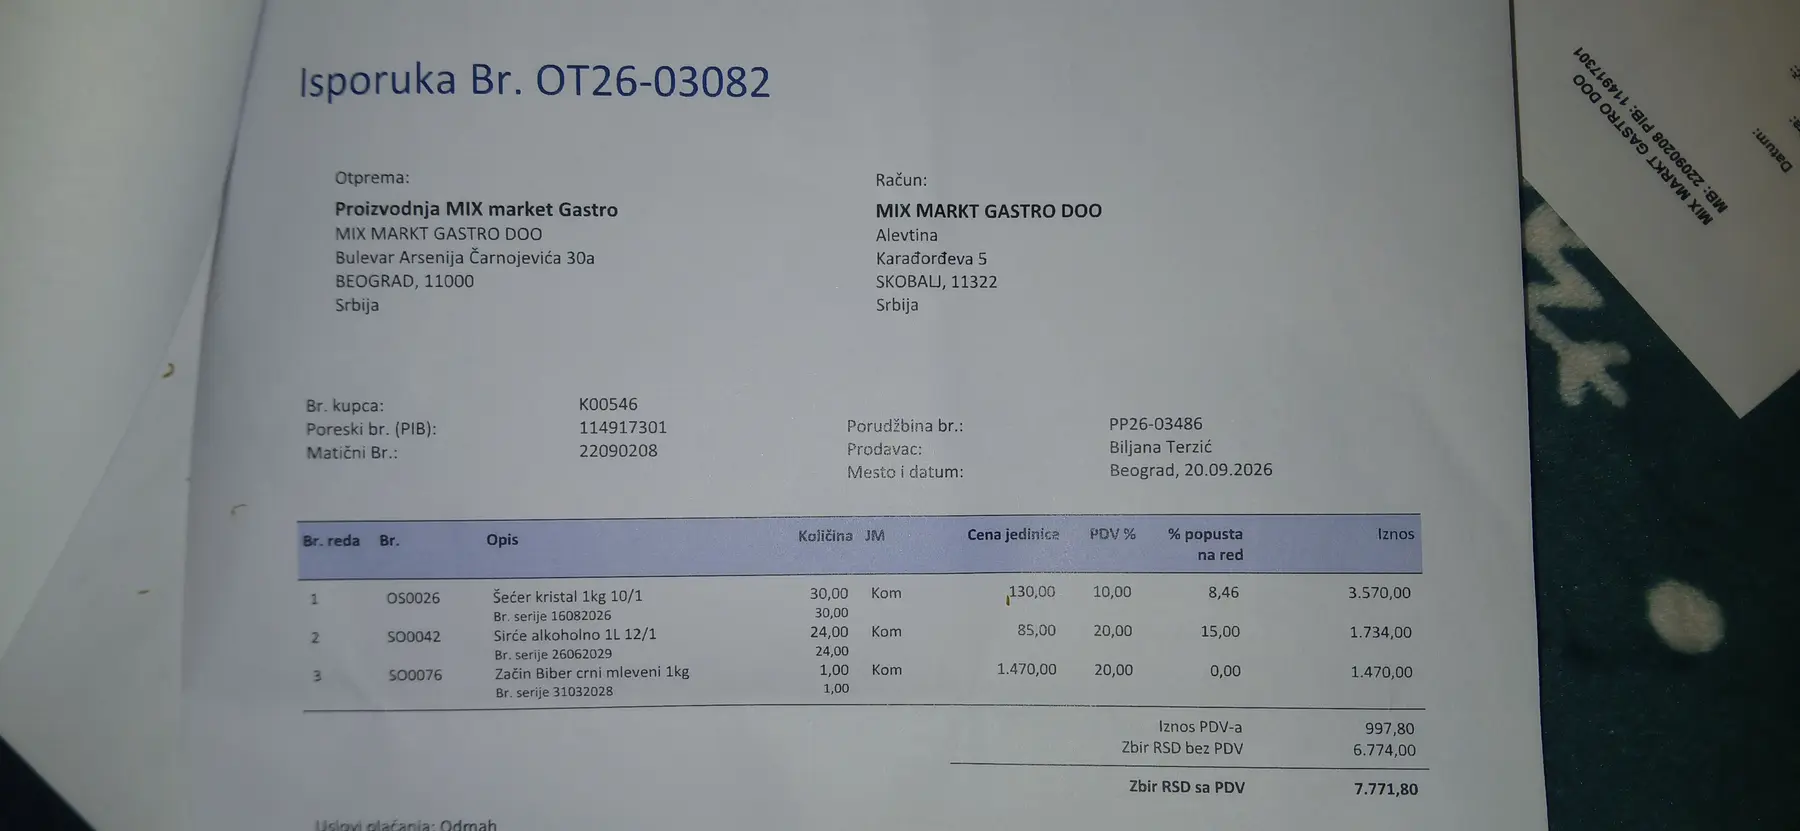 Isporuka Br. OT26-03082
Otprema:
Proizvodnja MIX market Gastro
MIX MARKT GASTRO DOO
Bulevar Arsenija Čarnojevića 30a
BEOGRAD, 11000
Srbija
Račun:
MIX MARKT GASTRO DOO
Alevtina
Karađorđeva 5
SKOBALJ, 11322
Srbija
Br. kupca: K00546
Poreski br. (PIB): 114917301
Matični Br.: 22090208
Porudžbina br.: PP26-03486
Prodavac: Biljana Terzić
Mesto i datum: Beograd, 20.09.2026
Br. reda Br. Opis Količina JM Cena jedinice PDV % % popusta na red Iznos
1 OS0026 Šećer kristal 1kg 10/1 30,00 Kom 130,00 10,00 8,46 3.570,00
Br. serije 16082026 30,00
2 SO0042 Sirće alkoholno 1L 12/1 24,00 Kom 85,00 20,00 15,00 1.734,00
Br. serije 26062029 24,00
3 SO0076 Začin Biber crni mleveni 1kg 1,00 Kom 1.470,00 20,00 0,00 1.470,00
Br. serije 31032028 1,00
Iznos PDV-a 997,80
Zbir RSD bez PDV 6.774,00
Zbir RSD sa PDV 7.771,80
Uslovi plaćanja: Odmah
MIX MARKT GASTRO DOO
MB: 22090208 PIB: 114917301
Datum: